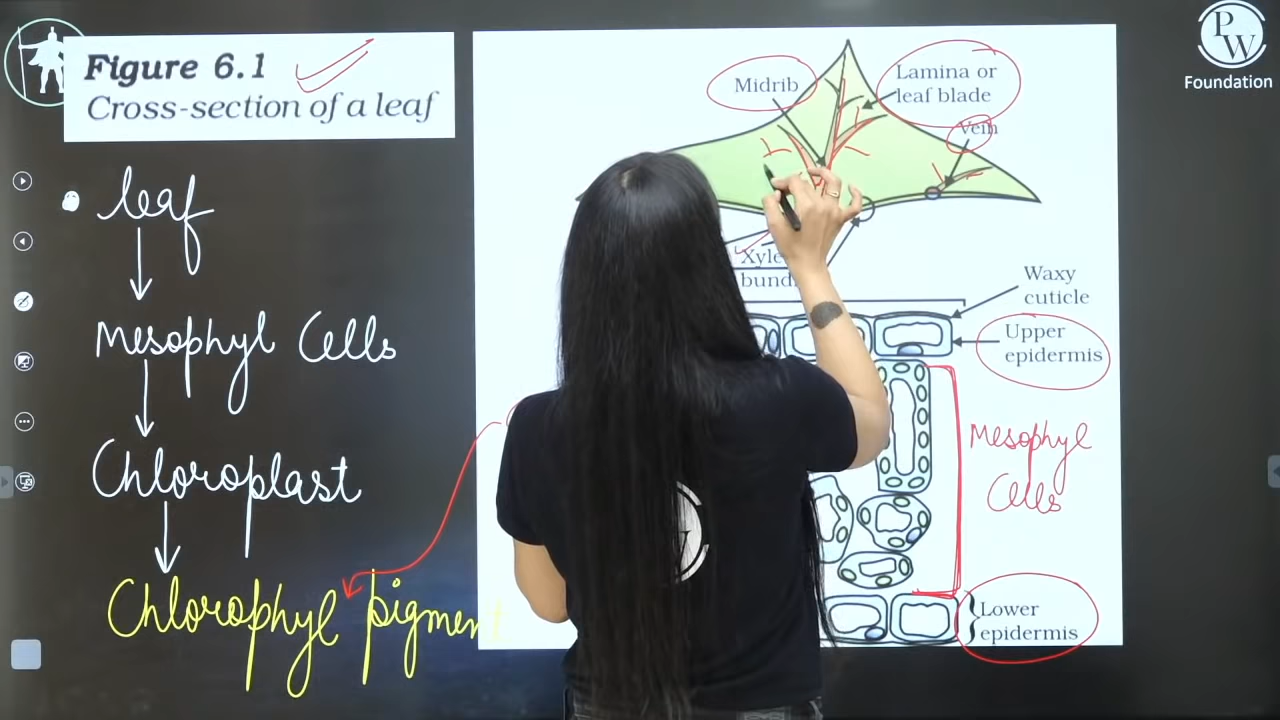 PW
Foundation
Figure 6.1
Cross-section of a leaf
leaf
Mesophyl Cells
Chloroplast
Chlorophyl pigment
Midrib
Lamina or
leaf blade
Vein
Waxy
cuticle
Upper
epidermis
Mesophyl
Cells
Lower
epidermis